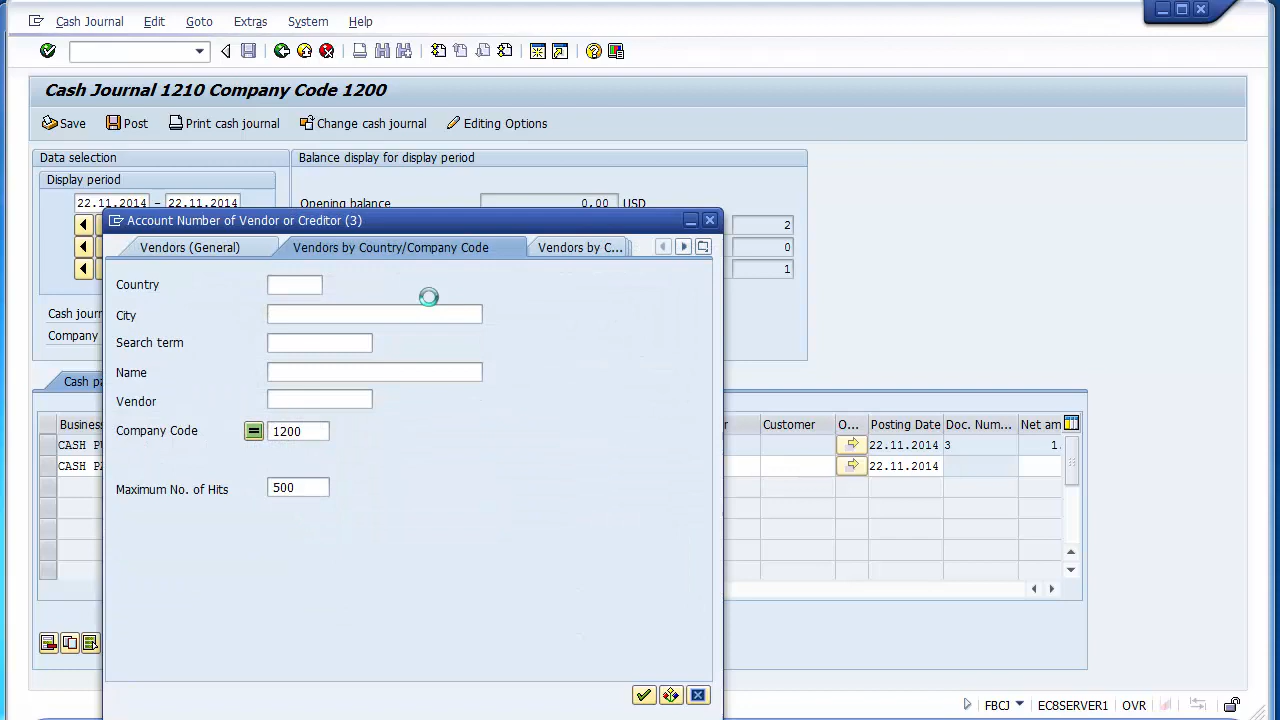 Cash Journal Edit Goto Extras System Help
Cash Journal 1210 Company Code 1200
Save Post Print cash journal Change cash journal Editing Options
Data selection
Balance display for display period
Display period
22.11.2014 - 22.11.2014
Opening balance 0,00 USD
2
0
1
Cash
Company
Account Number of Vendor or Creditor (3)
Vendors (General) Vendors by Country/Company Code Vendors by C...
Country
City
Search term
Name
Vendor
Company Code 1200
Maximum No. of Hits 500
Cash
Customer O... Posting Date Doc. Num... Net am
CASH 22.11.2014 3 1.
CASH 22.11.2014
FBCJ EC8SERVER1 OVR